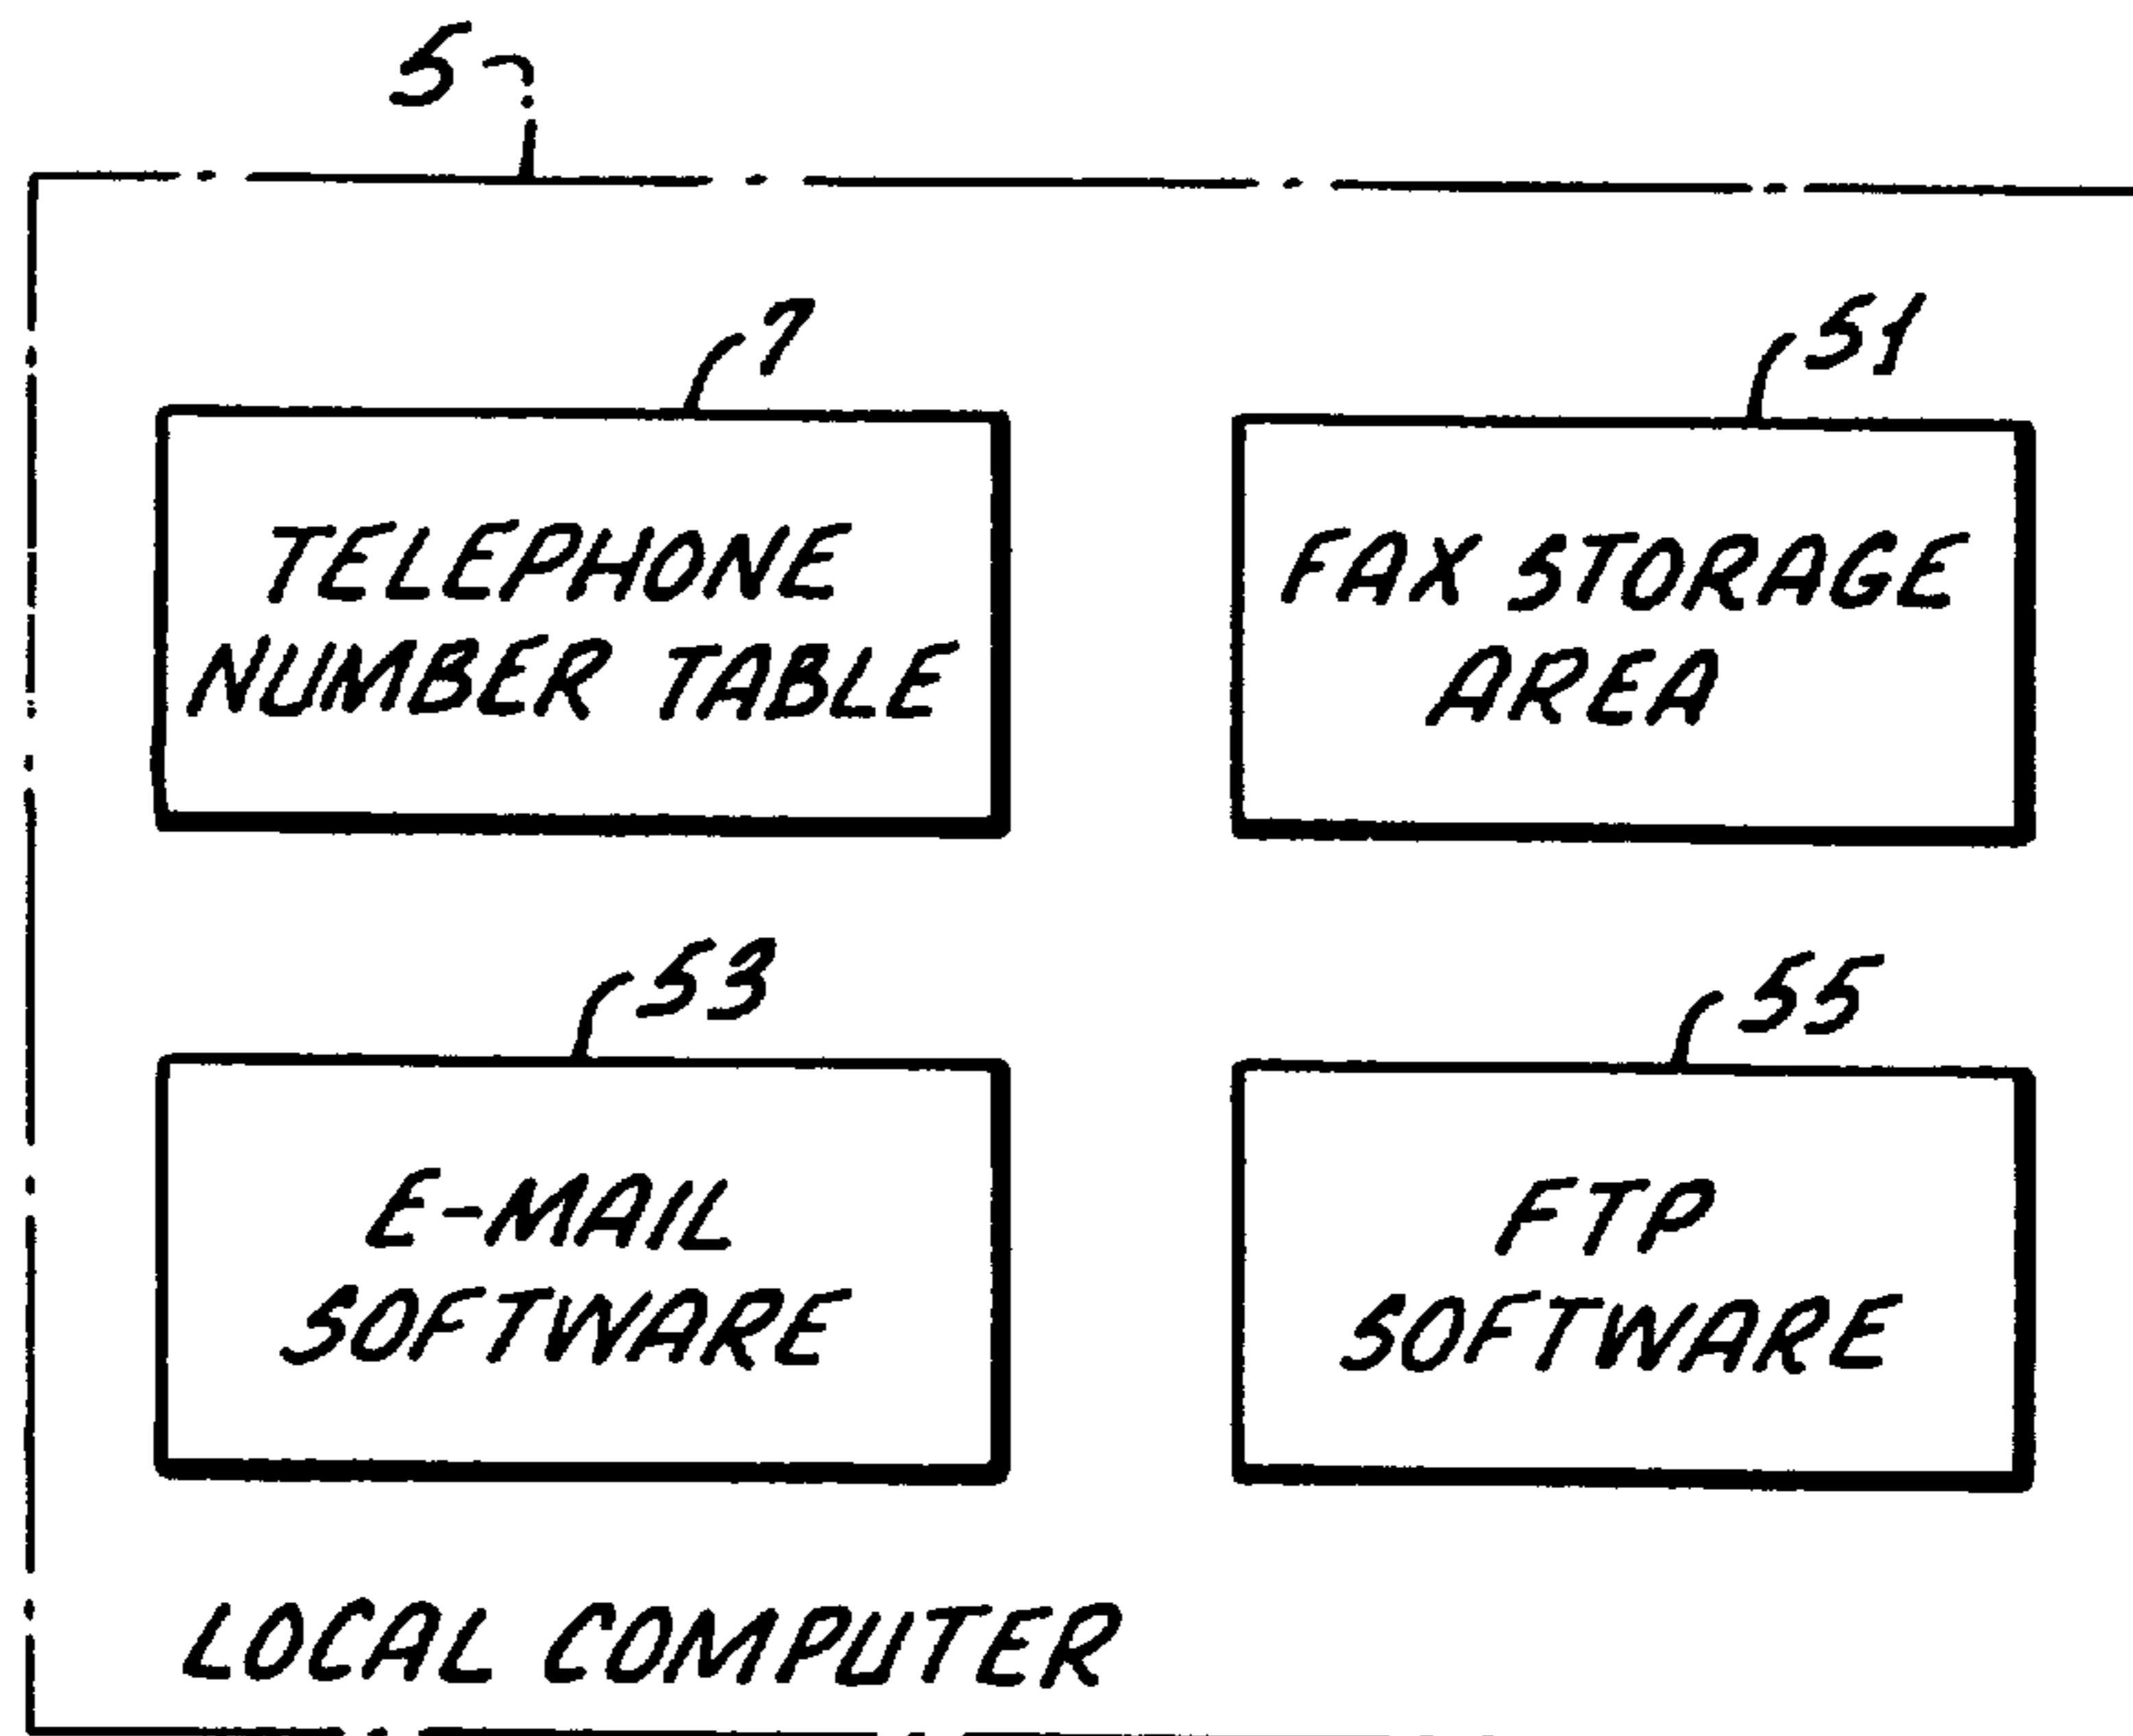 5
7
TELEPHONE
NUMBER TABLE
51
FAX STORAGE
AREA
53
E-MAIL
SOFTWARE
55
FTP
SOFTWARE
LOCAL COMPUTER